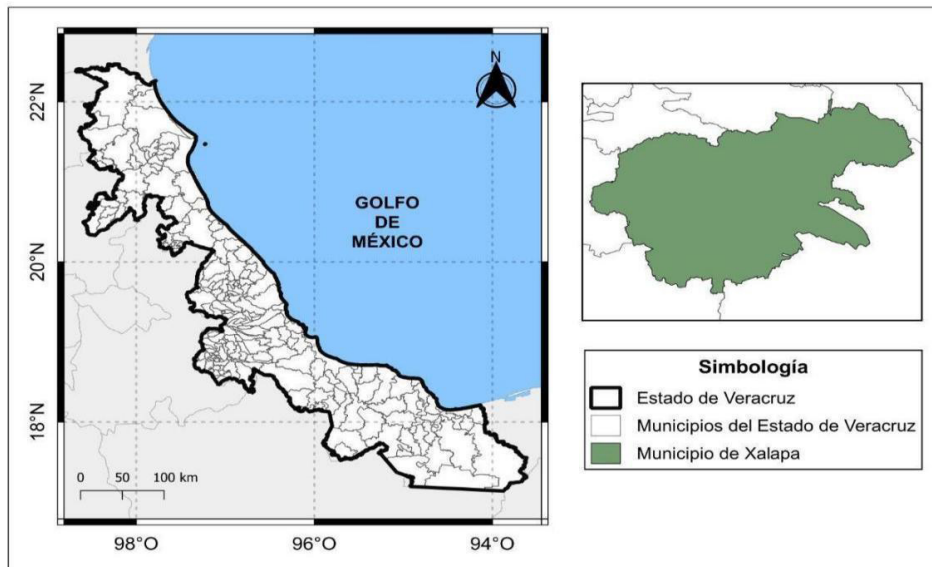 N
22°N
20°N
18°N
GOLFO
DE
MÉXICO
0 50 100 km
98°O 96°O 94°O
Simbología
Estado de Veracruz
Municipios del Estado de Veracruz
Municipio de Xalapa